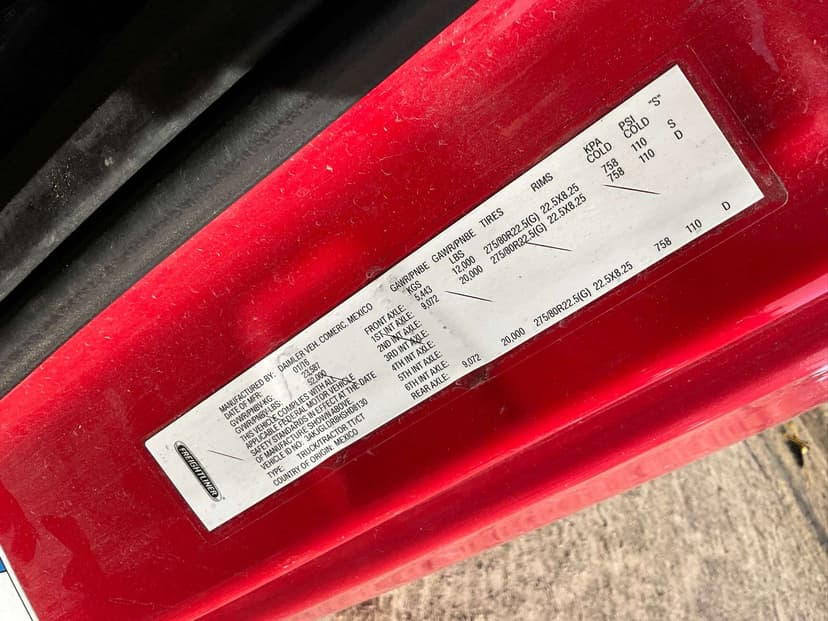 FREIGHTLINER
MANUFACTURED BY: DAIMLER VEH. COMERC. MEXICO
DATE OF MFR: 01/16
GVWR/PNBV-KG: 23,587
GVWR/PNBV-LBS: 52,000
THIS VEHICLE COMPLIES WITH ALL
APPLICABLE FEDERAL MOTOR VEHICLE
SAFETY STANDARDS IN EFFECT AT THE DATE
OF MANUFACTURE SHOWN ABOVE.
VEHICLE ID NO:
TYPE: TRUCK/TRACTOR TT/CT
COUNTRY OF ORIGIN: MEXICO
GAWR/PNBE GAWR/PNBE TIRES RIMS KPA PSI "S"
KGS LBS COLD COLD
FRONT AXLE: 5,443 12,000 275/80R22.5(G) 22.5X8.25 758 110 S
1ST INT AXLE: 9,072 20,000 275/80R22.5(G) 22.5X8.25 758 110 D
2ND INT AXLE:
3RD INT AXLE:
4TH INT AXLE:
5TH INT AXLE:
6TH INT AXLE:
REAR AXLE: 9,072 20,000 275/80R22.5(G) 22.5X8.25 758 110 D